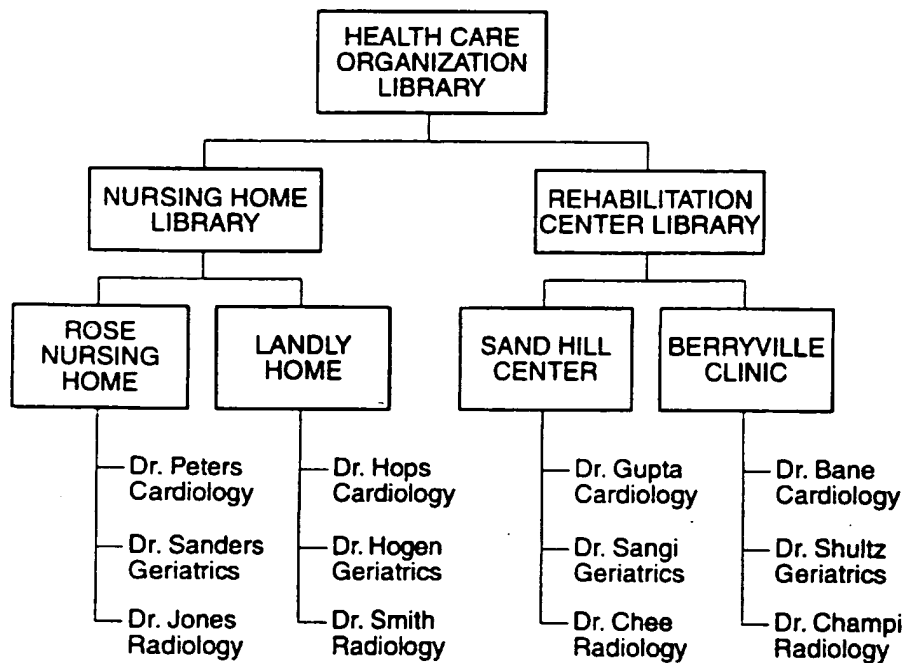 HEALTH CARE
ORGANIZATION
LIBRARY
NURSING HOME
LIBRARY
REHABILITATION
CENTER LIBRARY
ROSE
NURSING
HOME
LANDLY
HOME
SAND HILL
CENTER
BERRYVILLE
CLINIC
Dr. Peters
Cardiology
Dr. Sanders
Geriatrics
Dr. Jones
Radiology
Dr. Hops
Cardiology
Dr. Hogen
Geriatrics
Dr. Smith
Radiology
Dr. Gupta
Cardiology
Dr. Sangi
Geriatrics
Dr. Chee
Radiology
Dr. Bane
Cardiology
Dr. Shultz
Geriatrics
Dr. Champi
Radiology